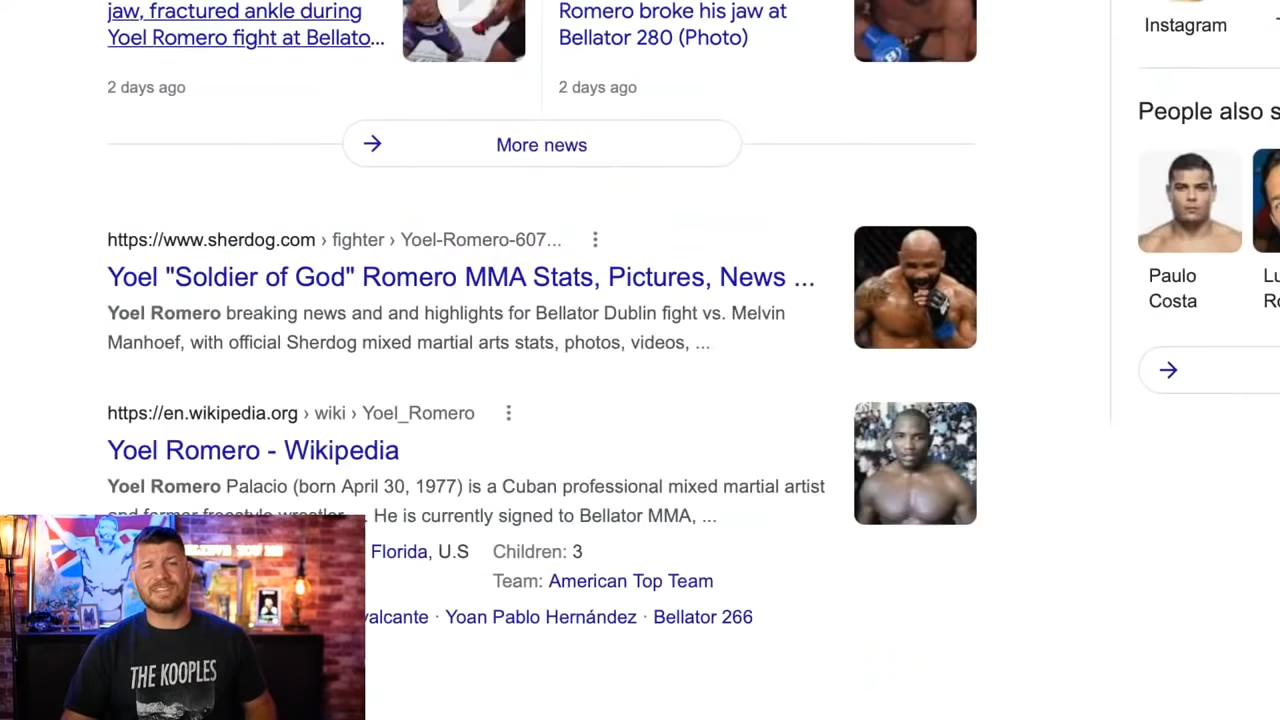 jaw, fractured ankle during
Yoel Romero fight at Bellato...
2 days ago
Romero broke his jaw at
Bellator 280 (Photo)
2 days ago
More news
https://www.sherdog.com › fighter › Yoel-Romero-607...
Yoel "Soldier of God" Romero MMA Stats, Pictures, News ...
Yoel Romero breaking news and and highlights for Bellator Dublin fight vs. Melvin
Manhoef, with official Sherdog mixed martial arts stats, photos, videos, ...
https://en.wikipedia.org › wiki › Yoel_Romero
Yoel Romero - Wikipedia
Yoel Romero Palacio (born April 30, 1977) is a Cuban professional mixed martial artist
and former freestyle wrestler. He is currently signed to Bellator MMA, ...
Florida, U.S Children: 3
Team: American Top Team
valcante · Yoan Pablo Hernández · Bellator 266
Instagram
People also s
Paulo
Costa
Lu
Ro
THE KOOPLES